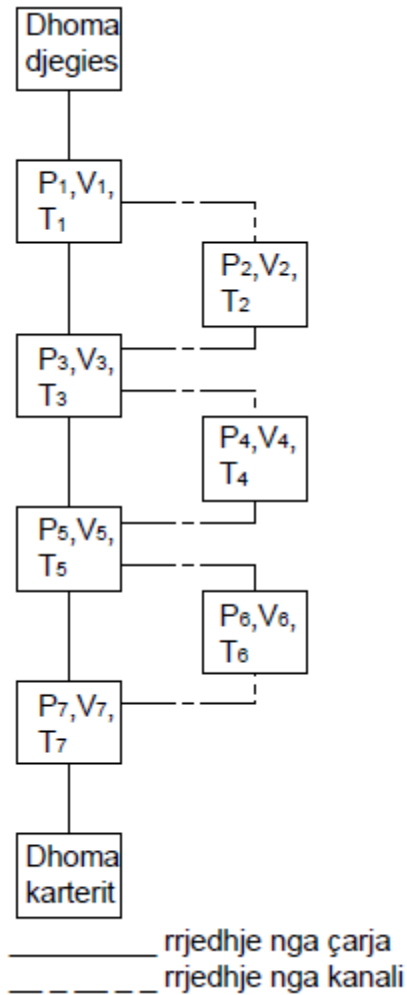 Dhoma
djegies
P₁,V₁,
T₁
P₂,V₂,
T₂
P₃,V₃,
T₃
P₄,V₄,
T₄
P₅,V₅,
T₅
P₆,V₆,
T₆
P₇,V₇,
T₇
Dhoma
karterit
rrjedhje nga çarja
rrjedhje nga kanali